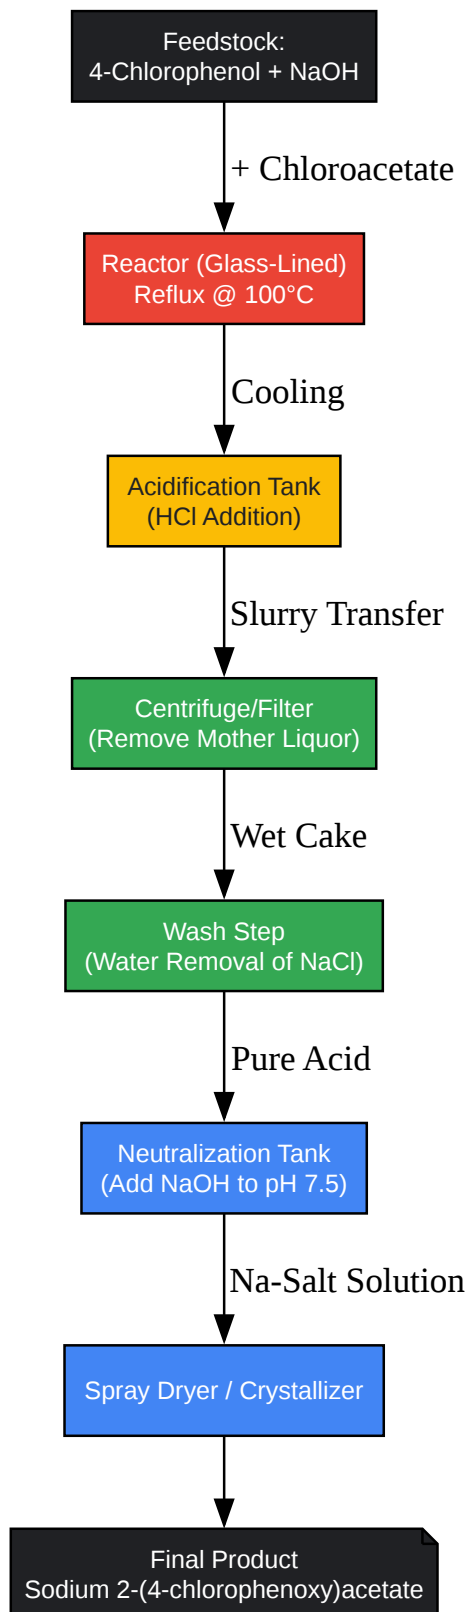 Feedstock:
4-Chlorophenol + NaOH
+ Chloroacetate
Reactor (Glass-Lined)
Reflux @ 100°C
Cooling
Acidification Tank
(HCl Addition)
Slurry Transfer
Centrifuge/Filter
(Remove Mother Liquor)
Wet Cake
Wash Step
(Water Removal of NaCl)
Pure Acid
Neutralization Tank
(Add NaOH to pH 7.5)
Na-Salt Solution
Spray Dryer / Crystallizer
Final Product
Sodium 2-(4-chlorophenoxy)acetate